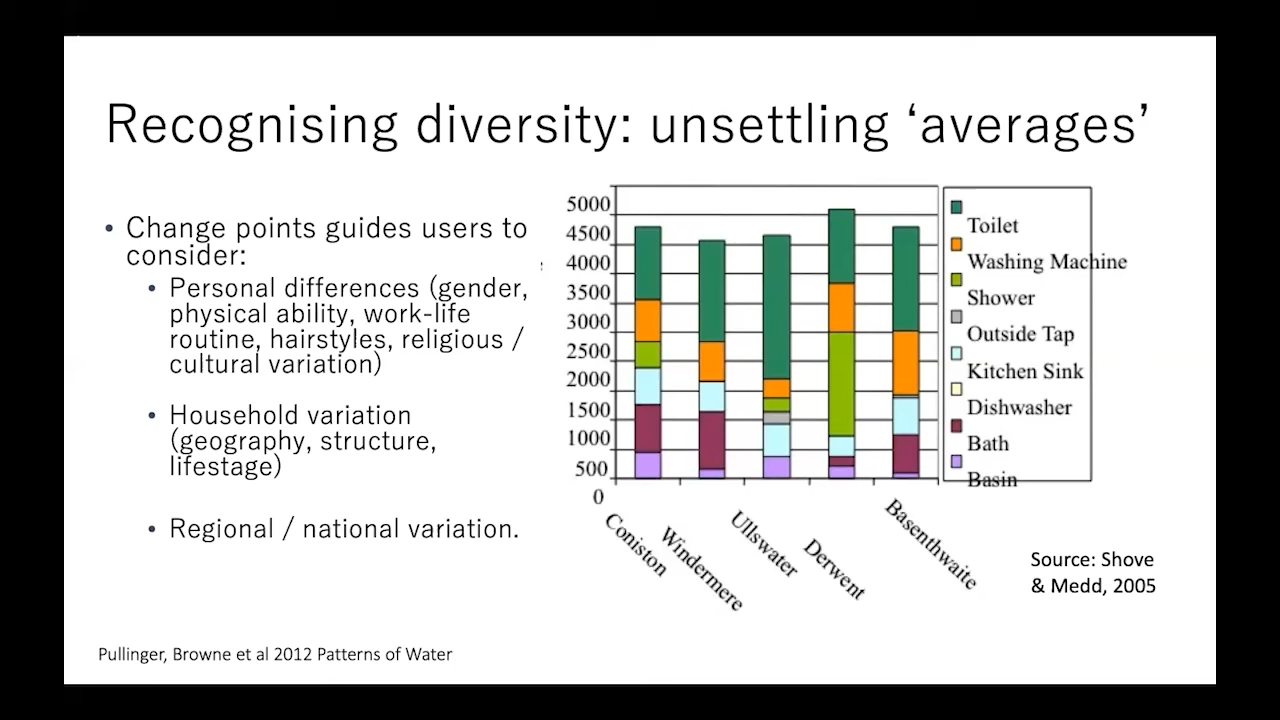 Recognising diversity: unsettling ‘averages’
• Change points guides users to
consider:
• Personal differences (gender,
physical ability, work-life
routine, hairstyles, religious /
cultural variation)
• Household variation
(geography, structure,
lifestage)
• Regional / national variation.
5000
4500
4000
3500
3000
2500
2000
1500
1000
500
0
Coniston
Windermere
Ullswater
Derwent
Basenthwaite
Toilet
Washing Machine
Shower
Outside Tap
Kitchen Sink
Dishwasher
Bath
Basin
Source: Shove
& Medd, 2005
Pullinger, Browne et al 2012 Patterns of Water